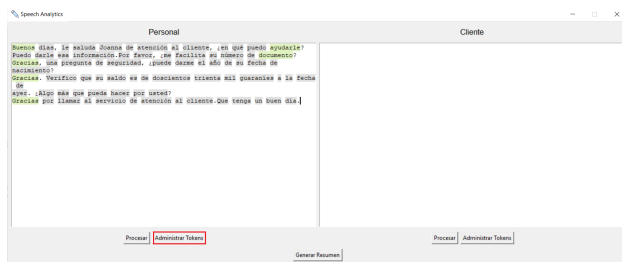 Speech Analytics
Personal
Cliente
Buenos días, le saluda Joanna de atención al cliente, ¿en qué puedo ayudarle?
Puedo darle esa información.Por favor, ¿me facilita su número de documento?
Gracias, una pregunta de seguridad, ¿puede darme el año de su fecha de
nacimiento?
Gracias. Verifico que su saldo es de doscientos treinta mil guaraníes a la fecha
de
ayer. ¿Algo más que pueda hacer por usted?
Gracias por llamar al servicio de atención al cliente.Que tenga un buen día.
Procesar
Administrar Tokens
Procesar
Administrar Tokens
Generar Resumen